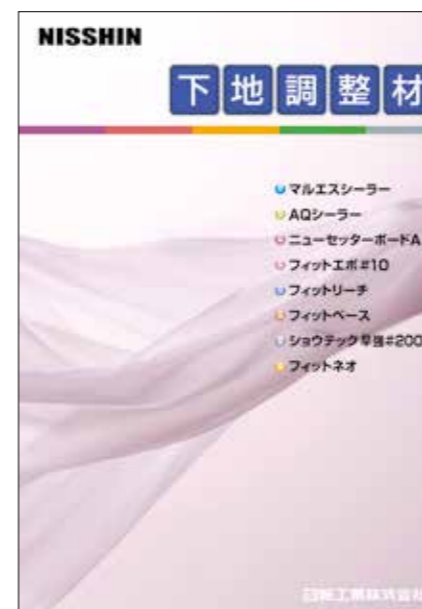 NISSHIN
下地調整材
マルエスシーラー
AQシーラー
ニューセッターボードA
フィットエポ#10
フィットリーチ
フィットベース
ショウテック早強#200
フィットネオ
日新工業株式会社